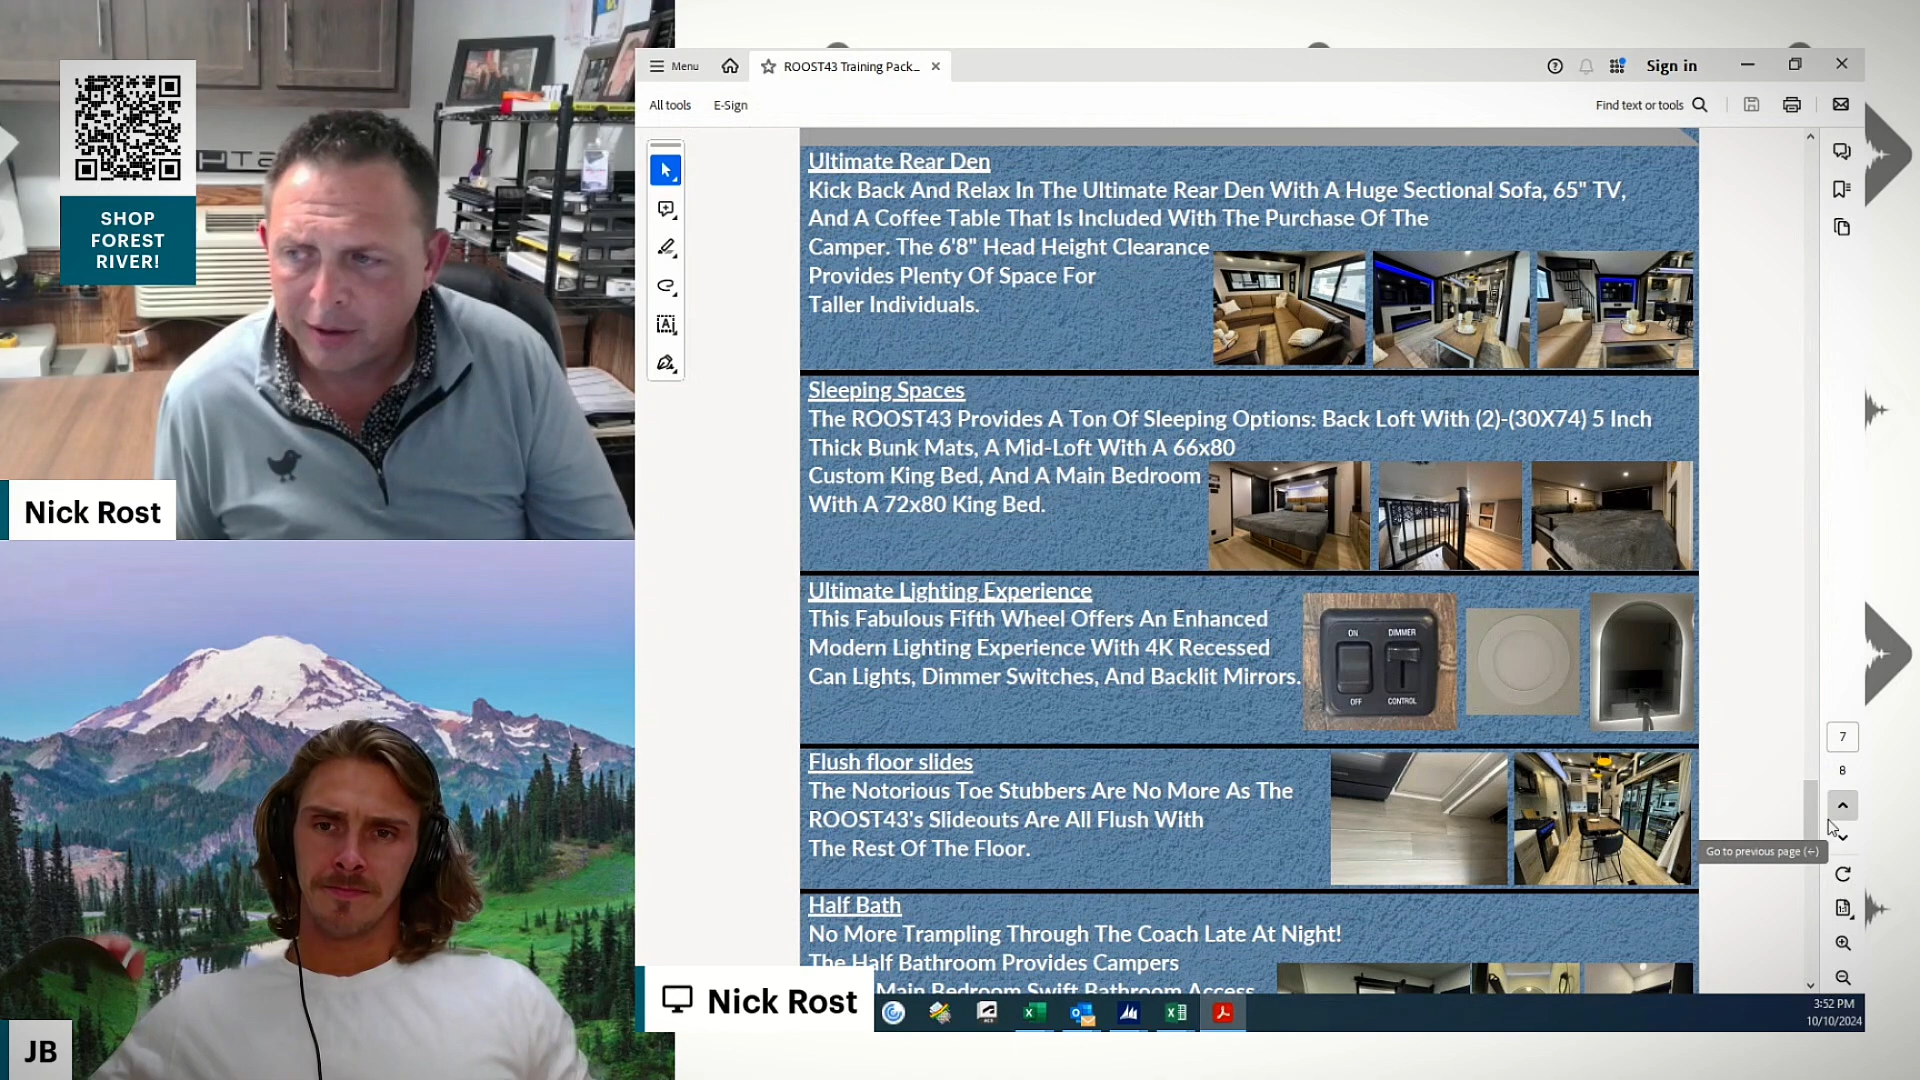 SHOP
FOREST
RIVER!
Nick Rost
JB
Menu
ROOST43 Training Pack...
Sign in
All tools
E-Sign
Find text or tools
Ultimate Rear Den
Kick Back And Relax In The Ultimate Rear Den With A Huge Sectional Sofa, 65" TV,
And A Coffee Table That Is Included With The Purchase Of The
Camper. The 6'8" Head Height Clearance
Provides Plenty Of Space For
Taller Individuals.
Sleeping Spaces
The ROOST43 Provides A Ton Of Sleeping Options: Back Loft With (2)-(30X74) 5 Inch
Thick Bunk Mats, A Mid-Loft With A 66x80
Custom King Bed, And A Main Bedroom
With A 72x80 King Bed.
Ultimate Lighting Experience
This Fabulous Fifth Wheel Offers An Enhanced
Modern Lighting Experience With 4K Recessed
Can Lights, Dimmer Switches, And Backlit Mirrors.
ON
DIMMER
OFF
CONTROL
Flush floor slides
The Notorious Toe Stubbers Are No More As The
ROOST43's Slideouts Are All Flush With
The Rest Of The Floor.
Half Bath
No More Trampling Through The Coach Late At Night!
The Half Bathroom Provides Campers
Main Bedroom Swift Bathroom Access
7
8
Go to previous page (←)
Nick Rost
3:52 PM
10/10/2024